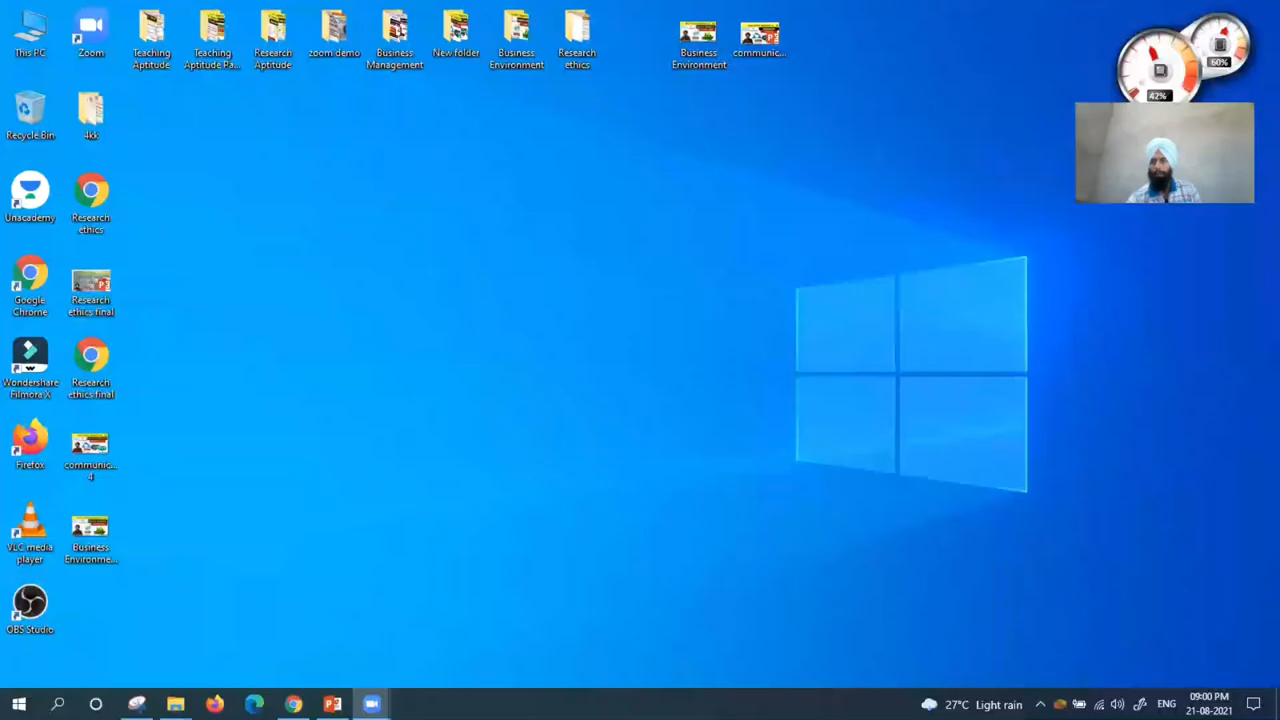 This PC
Zoom
Teaching
Aptitude
Teaching
Aptitude Pa...
Research
Aptitude
zoom demo
Business
Management
New folder
Business
Environment
Research
ethics
Business
Environment
communic...
60%
42%
Recycle Bin
4kk
Unacademy
Research
ethics
Google
Chrome
Research
ethics final
Wondershare
Filmora X
Research
ethics final
Firefox
communic...
4
VLC media
player
Business
Environme...
OBS Studio
27°C Light rain
ENG
09:00 PM
21-08-2021